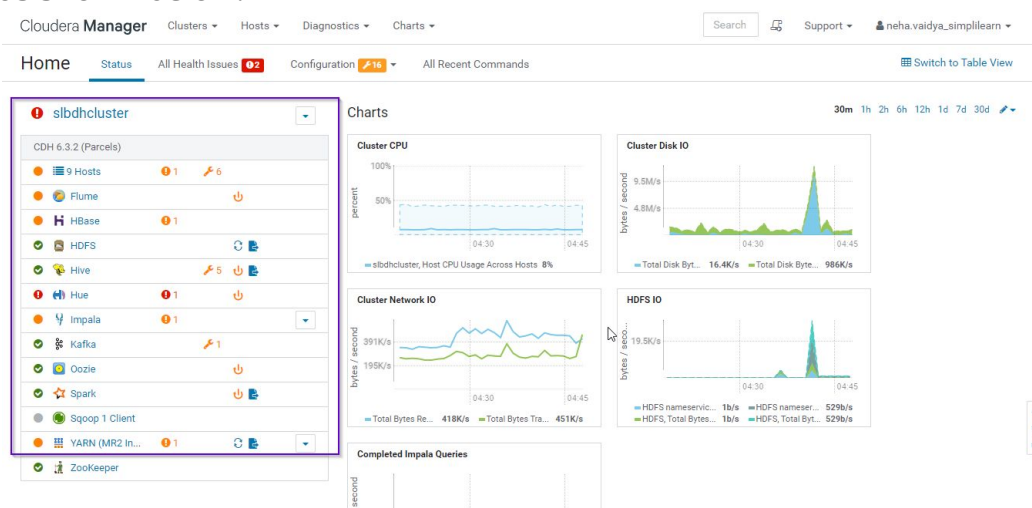 Cloudera Manager Clusters Hosts Diagnostics Charts Search Support neha.vaidya_simplilearn
Home Status All Health Issues 2 Configuration 16 All Recent Commands Switch to Table View
slbdhcluster
CDH 6.3.2 (Parcels)
9 Hosts 1 6
Flume
HBase 1
HDFS
Hive 5
Hue 1
Impala 1
Kafka 1
Oozie
Spark
Sqoop 1 Client
YARN (MR2 In... 1
ZooKeeper
Charts 30m 1h 2h 6h 12h 1d 7d 30d
Cluster CPU
percent
100%
50%
04:30 04:45
slbdhcluster, Host CPU Usage Across Hosts 8%
Cluster Disk IO
bytes / second
9.5M/s
4.8M/s
04:30 04:45
Total Disk Byt... 16.4K/s Total Disk Byte... 986K/s
Cluster Network IO
bytes / second
391K/s
195K/s
04:30 04:45
Total Bytes Re... 418K/s Total Bytes Tra... 451K/s
HDFS IO
bytes / seco...
19.5K/s
04:30 04:45
HDFS nameservic... 1b/s HDFS nameser... 529b/s
HDFS, Total Bytes... 1b/s HDFS, Total Byt... 529b/s
Completed Impala Queries
second